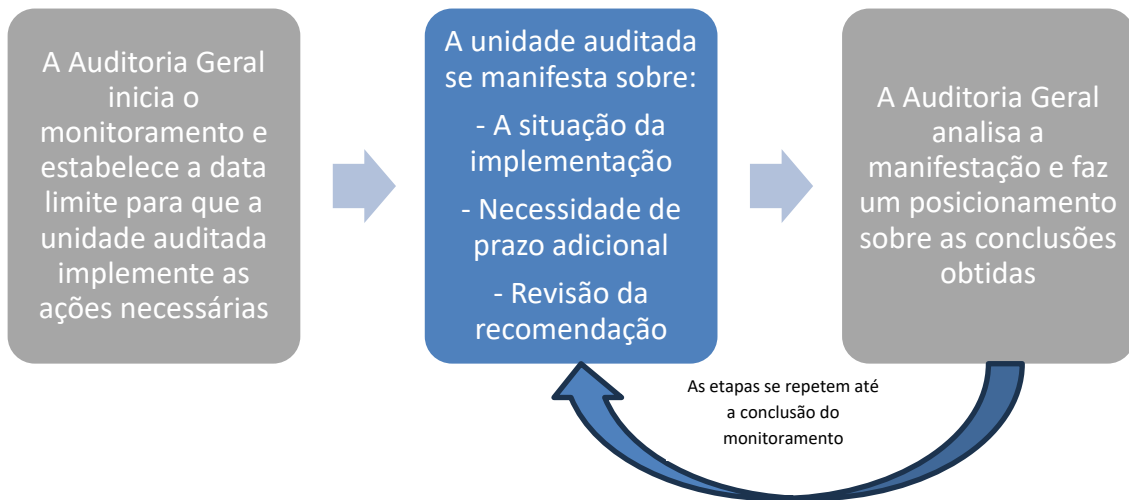 A Auditoria Geral
inicia o
monitoramento e
estabelece a data
limite para que a
unidade auditada
implemente as
ações necessárias
A unidade auditada
se manifesta sobre:
- A situação da
implementação
- Necessidade de
prazo adicional
- Revisão da
recomendação
A Auditoria Geral
analisa a
manifestação e faz
um posicionamento
sobre as conclusões
obtidas
As etapas se repetem até
a conclusão do
monitoramento